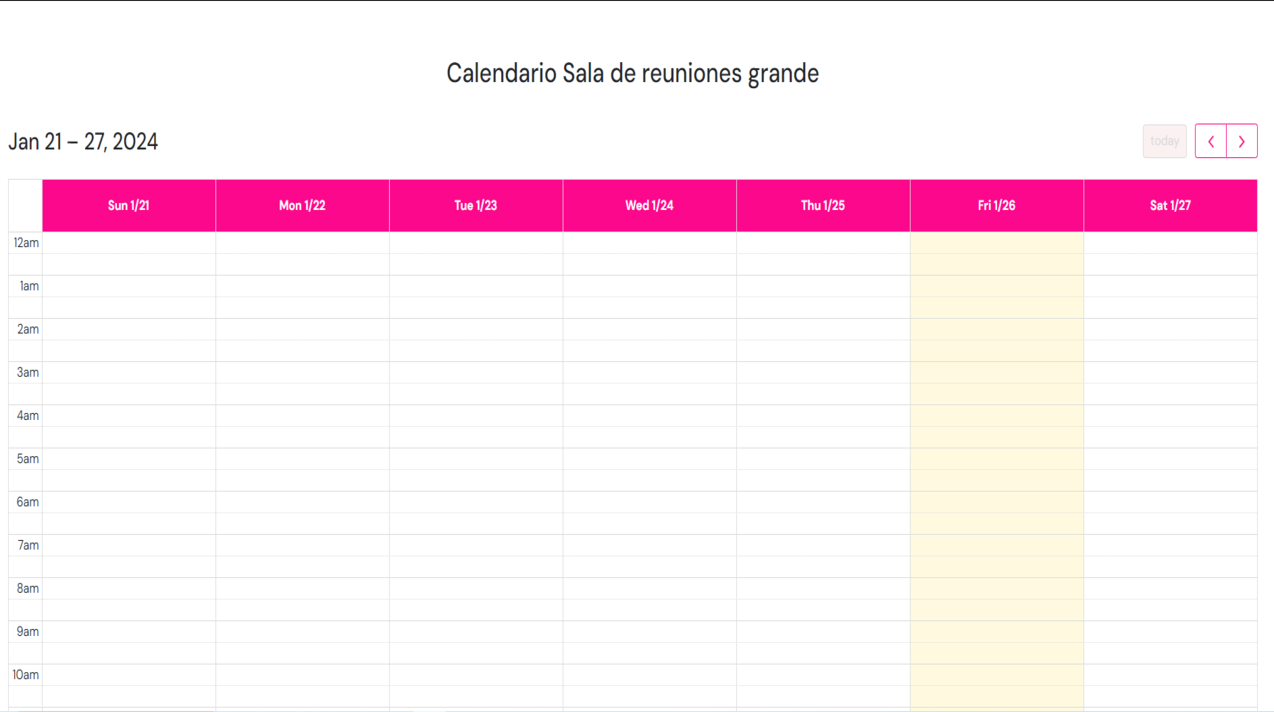 Calendario Sala de reuniones grande
Jan 21 – 27, 2024
today
Sun 1/21 Mon 1/22 Tue 1/23 Wed 1/24 Thu 1/25 Fri 1/26 Sat 1/27
12am
1am
2am
3am
4am
5am
6am
7am
8am
9am
10am